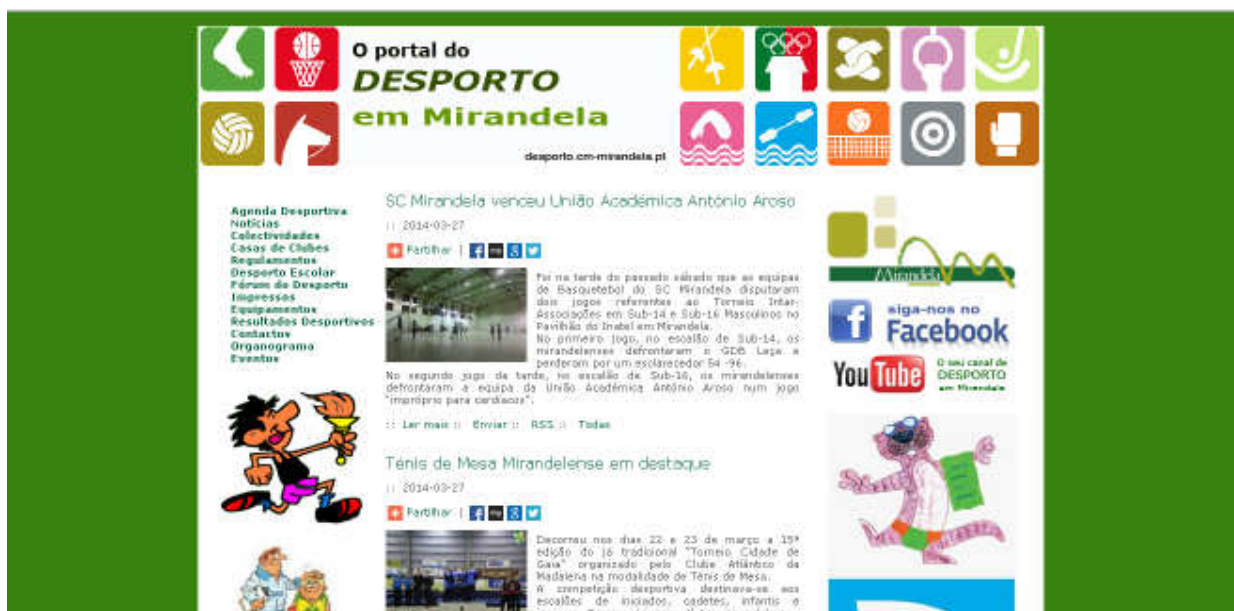 O portal do
DESPORTO
em Mirandela
desporto.cm-mirandela.pt
Agenda Desportiva
Notícias
Colectividades
Casas de Clubes
Regulamentos
Desporto Escolar
Fórum do Desporto
Impressos
Equipamentos
Resultados Desportivos
Contactos
Organograma
Eventos
SC Mirandela venceu União Académica António Aroso
:: 2014-03-27
Partilhar |
Foi na tarde do passado sábado que as equipas
de Basquetebol do SC Mirandela disputaram
dois jogos referentes ao Torneio Inter-
Associações em Sub-14 e Sub-16 Masculinos no
Pavilhão do Inatel em Mirandela.
No primeiro jogo, no escalão de Sub-14, os
mirandelenses defrontaram o GDB Leça e
perderam por um esclarecedor 54 -96.
No segundo jogo da tarde, no escalão de Sub-16, os mirandelenses
defrontaram a equipa da União Académica António Aroso num jogo
"impróprio para cardíacos".
:: Ler mais :: Enviar :: RSS :: Todas
Ténis de Mesa Mirandelense em destaque
:: 2014-03-27
Partilhar |
Decorreu nos dias 22 e 23 de março a 15ª
edição do já tradicional "Torneio Cidade de
Gaia" organizado pelo Clube Atlântico da
Madalena na modalidade de Ténis de Mesa.
A competição desportiva destinava-se aos
escalões de iniciados, cadetes, infantis e
Mirandela
siga-nos no
Facebook
YouTube
O seu canal de
DESPORTO
em Mirandela